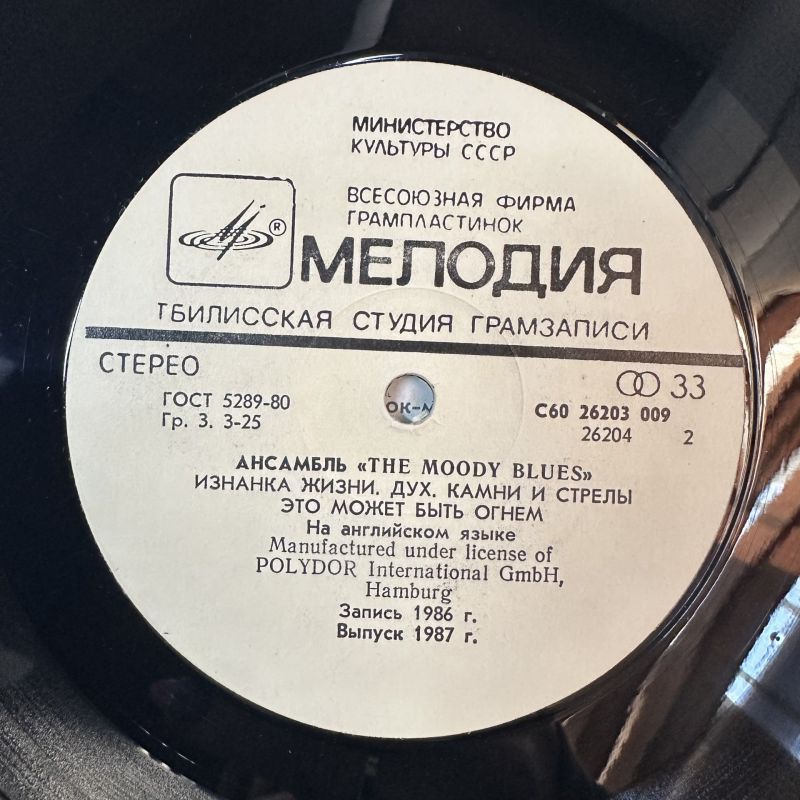 МИНИСТЕРСТВО
КУЛЬТУРЫ СССР
ВСЕСОЮЗНАЯ ФИРМА
ГРАМПЛАСТИНОК
®
МЕЛОДИЯ
ТБИЛИССКАЯ СТУДИЯ ГРАМЗАПИСИ
СТЕРЕО
33
ГОСТ 5289-80
Гр. 3. 3-25
С60 26203 009
26204 2
АНСАМБЛЬ «THE MOODY BLUES»
ИЗНАНКА ЖИЗНИ. ДУХ. КАМНИ И СТРЕЛЫ
ЭТО МОЖЕТ БЫТЬ ОГНЕМ
На английском языке
Manufactured under license of
POLYDOR International GmbH,
Hamburg
Запись 1986 г.
Выпуск 1987 г.